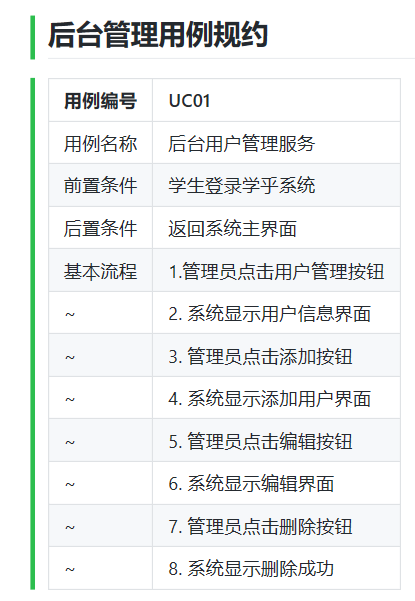 后台管理用例规约
用例编号 UC01
用例名称 后台用户管理服务
前置条件 学生登录学乎系统
后置条件 返回系统主界面
基本流程 1.管理员点击用户管理按钮
~ 2. 系统显示用户信息界面
~ 3. 管理员点击添加按钮
~ 4. 系统显示添加用户界面
~ 5. 管理员点击编辑按钮
~ 6. 系统显示编辑界面
~ 7. 管理员点击删除按钮
~ 8. 系统显示删除成功